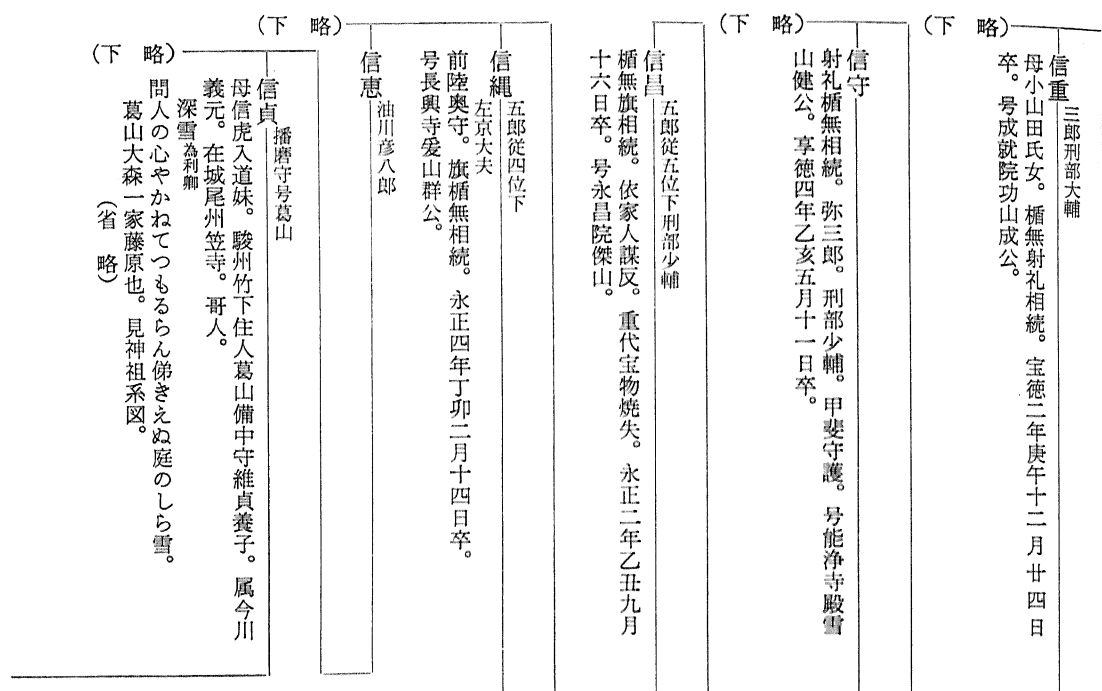 信重 三郎刑部大輔
母小山田氏女。楯無射礼相続。宝徳二年庚午十二月廿四日
卒。号成就院功山成公。
（下　略）
信守
射礼楯無相続。弥三郎。刑部少輔。甲斐守護。号能浄寺殿雪
山健公。享徳四年乙亥五月十一日卒。
（下　略）
信昌 五郎従五位下刑部少輔
楯無旗相続。依家人謀反。重代宝物焼失。永正二年乙丑九月
十六日卒。号永昌院傑山。
信縄 五郎従四位下
左京大夫
前陸奥守。旗楯無相続。永正四年丁卯二月十四日卒。
号長興寺爱山群公。
信恵 油川彦八郎
（下　略）
信貞 播磨守号葛山
母信虎入道妹。駿州竹下住人葛山備中守維貞養子。属今川
義元。在城尾州笠寺。哥人。
深雪為利卿
問人の心やかねてつもるらん俤きえぬ庭のしら雪。
葛山大森一家藤原也。見神祖系図。
（省　略）
（下　略）